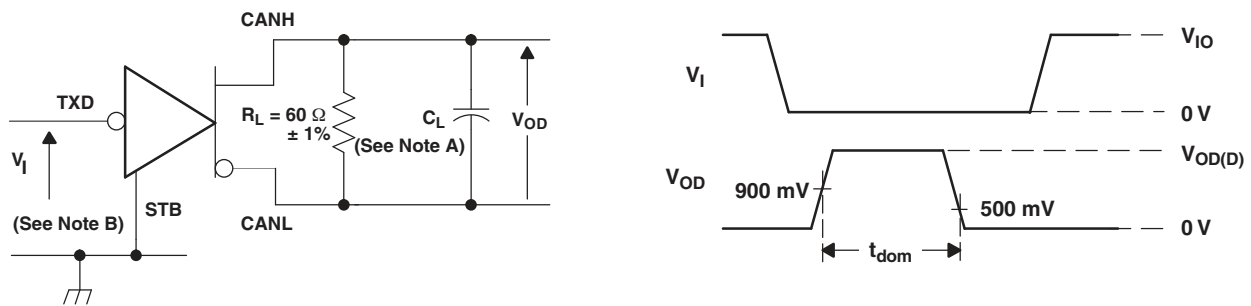 CANH
TXD
R_L = 60 Ω
± 1%
(See Note A)
C_L
V_OD
V_I
(See Note B)
STB
CANL
V_I
V_IO
0 V
V_OD
900 mV
V_OD(D)
500 mV
0 V
t_dom